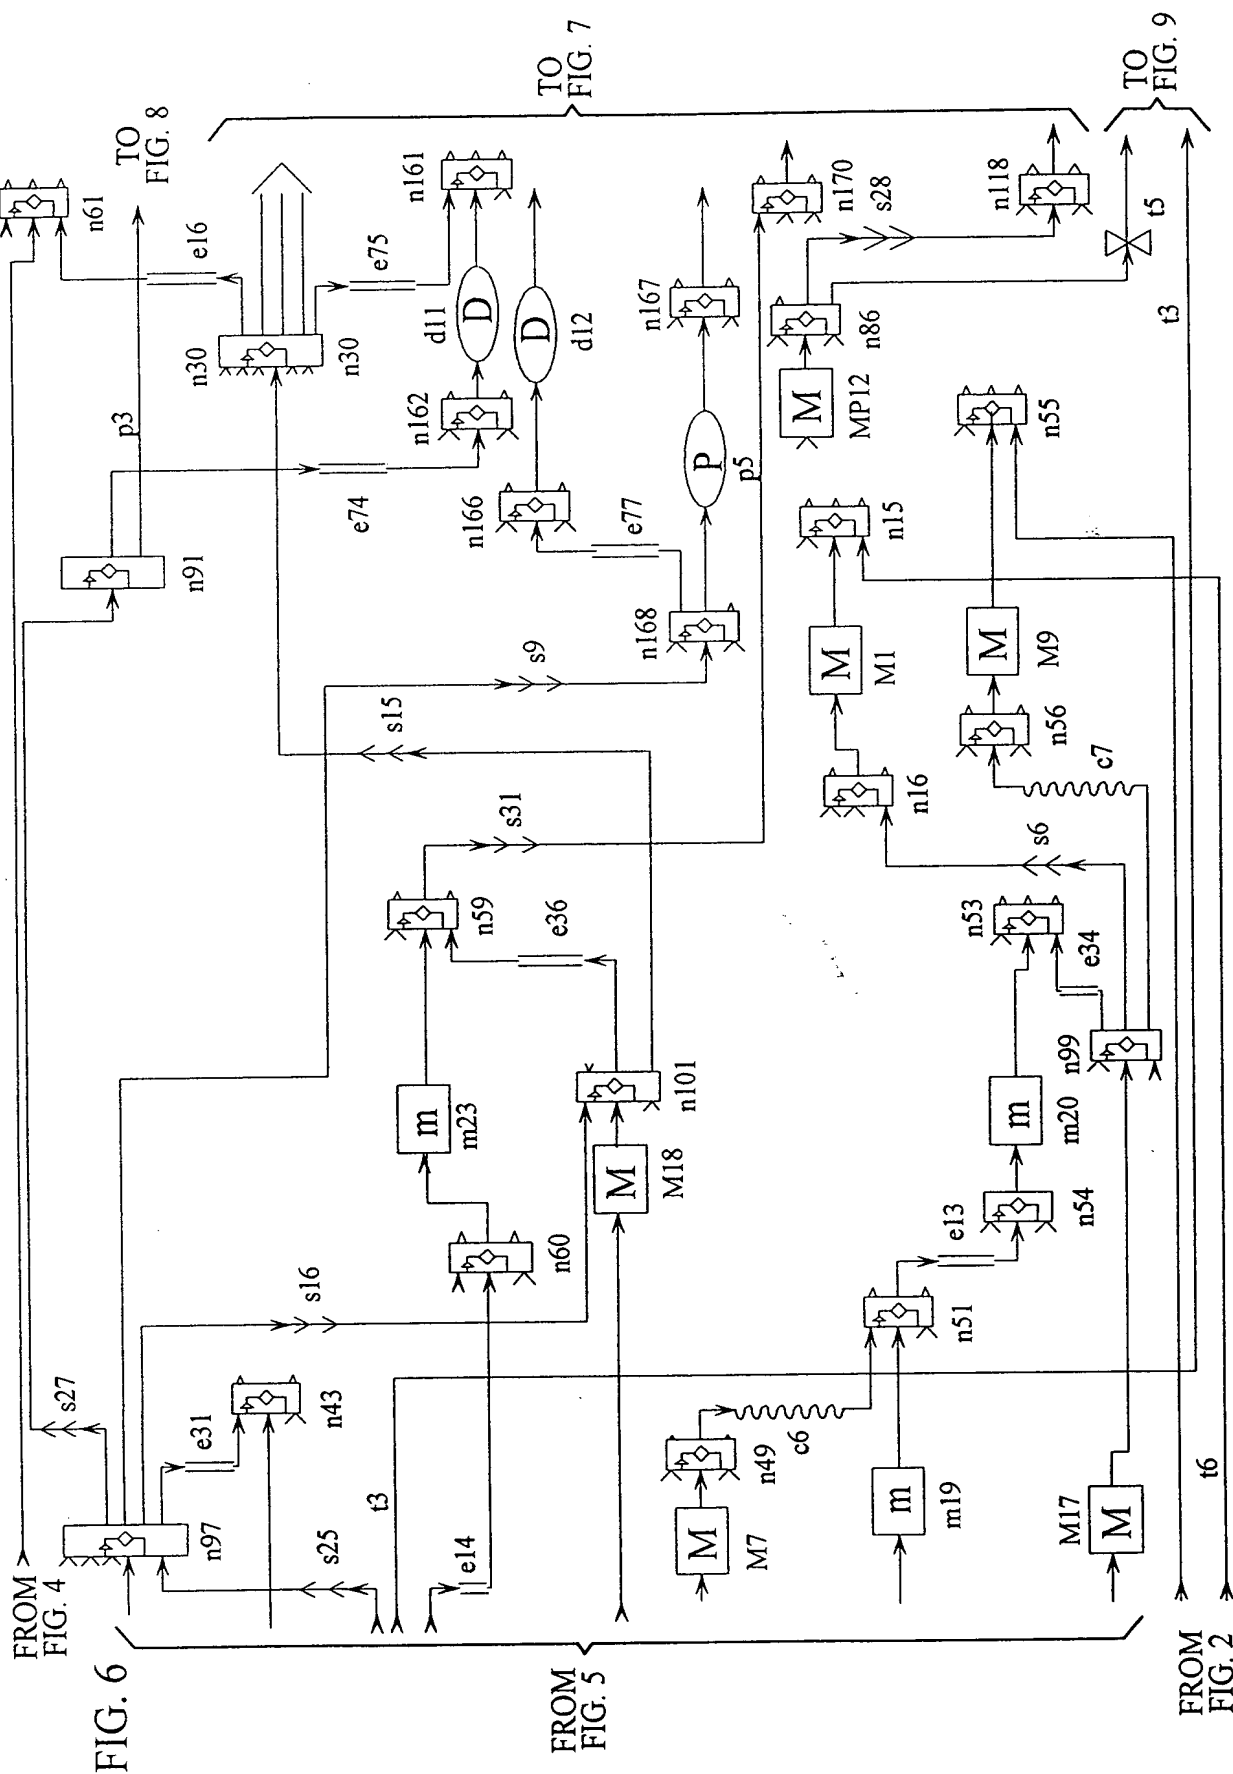 FIG. 6
FROM
FIG. 4
FROM
FIG. 5
FROM
FIG. 2
TO
FIG. 8
TO
FIG. 7
TO
FIG. 9
n97
s27
e31
n43
s25
t3
e14
s16
n60
m
m23
n59
s31
e36
M
M18
n101
s15
s9
n91
p3
e74
n30
n30
e16
n61
e75
n162
D
d11
n161
n166
D
d12
e77
n168
P
n167
p5
n170
M
MP12
n86
s28
n118
t5
t3
M
M7
n49
c6
m
m19
n51
e13
n54
m
m20
n53
e34
n99
M17
M
s6
c7
n16
M
M1
n15
n56
M
M9
n55
t6